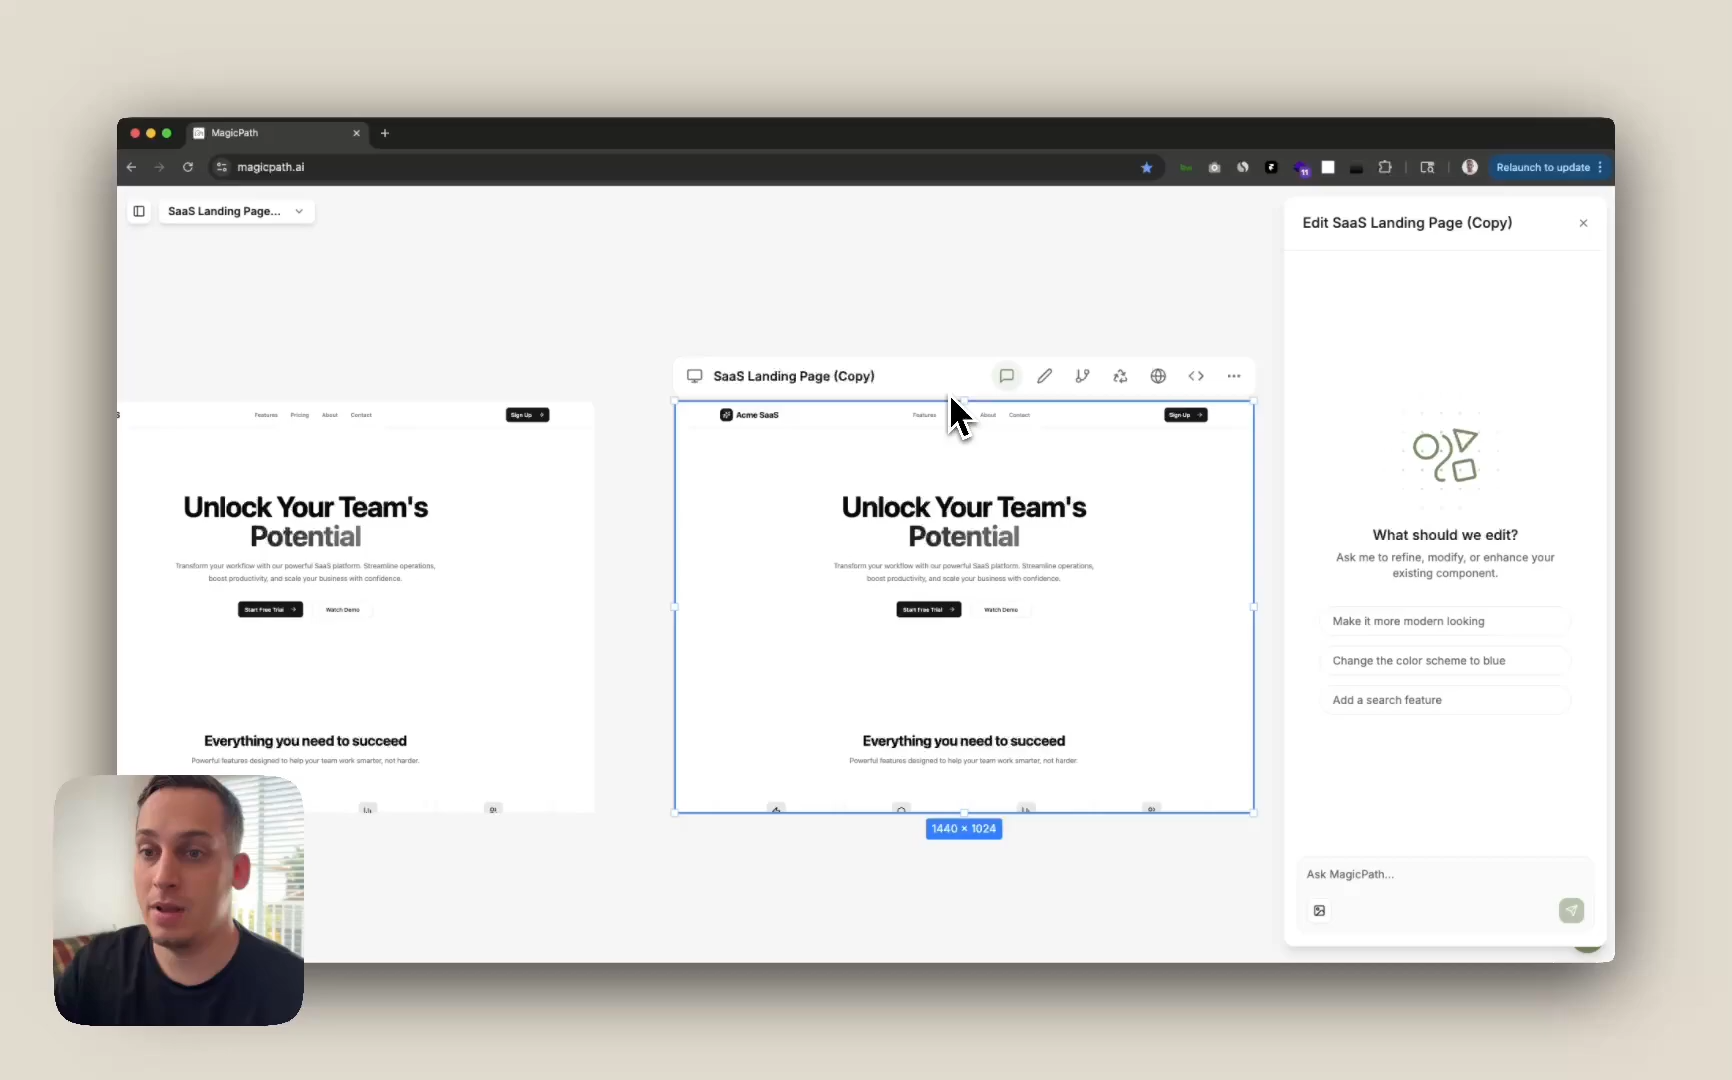 MagicPath
magicpath.ai
11
Relaunch to update
SaaS Landing Page...
Features Pricing About Contact
Sign Up
Unlock Your Team's
Potential
Transform your workflow with our powerful SaaS platform. Streamline operations,
boost productivity, and scale your business with confidence.
Start Free Trial
Watch Demo
Everything you need to succeed
Powerful features designed to help your team work smarter, not harder.
SaaS Landing Page (Copy)
Acme SaaS
Features About Contact
Sign Up
Unlock Your Team's
Potential
Transform your workflow with our powerful SaaS platform. Streamline operations,
boost productivity, and scale your business with confidence.
Start Free Trial
Watch Demo
Everything you need to succeed
Powerful features designed to help your team work smarter, not harder.
1440 × 1024
Edit SaaS Landing Page (Copy)
What should we edit?
Ask me to refine, modify, or enhance your
existing component.
Make it more modern looking
Change the color scheme to blue
Add a search feature
Ask MagicPath...